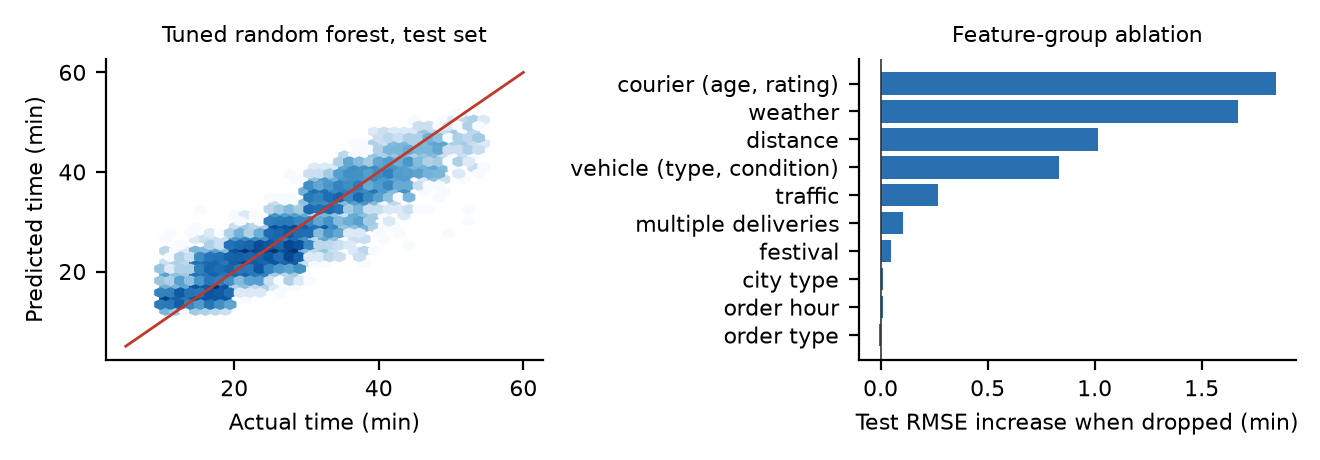 Tuned random forest, test set
Predicted time (min)
60
40
20
20 40 60
Actual time (min)
Feature-group ablation
courier (age, rating)
weather
distance
vehicle (type, condition)
traffic
multiple deliveries
festival
city type
order hour
order type
0.0 0.5 1.0 1.5
Test RMSE increase when dropped (min)